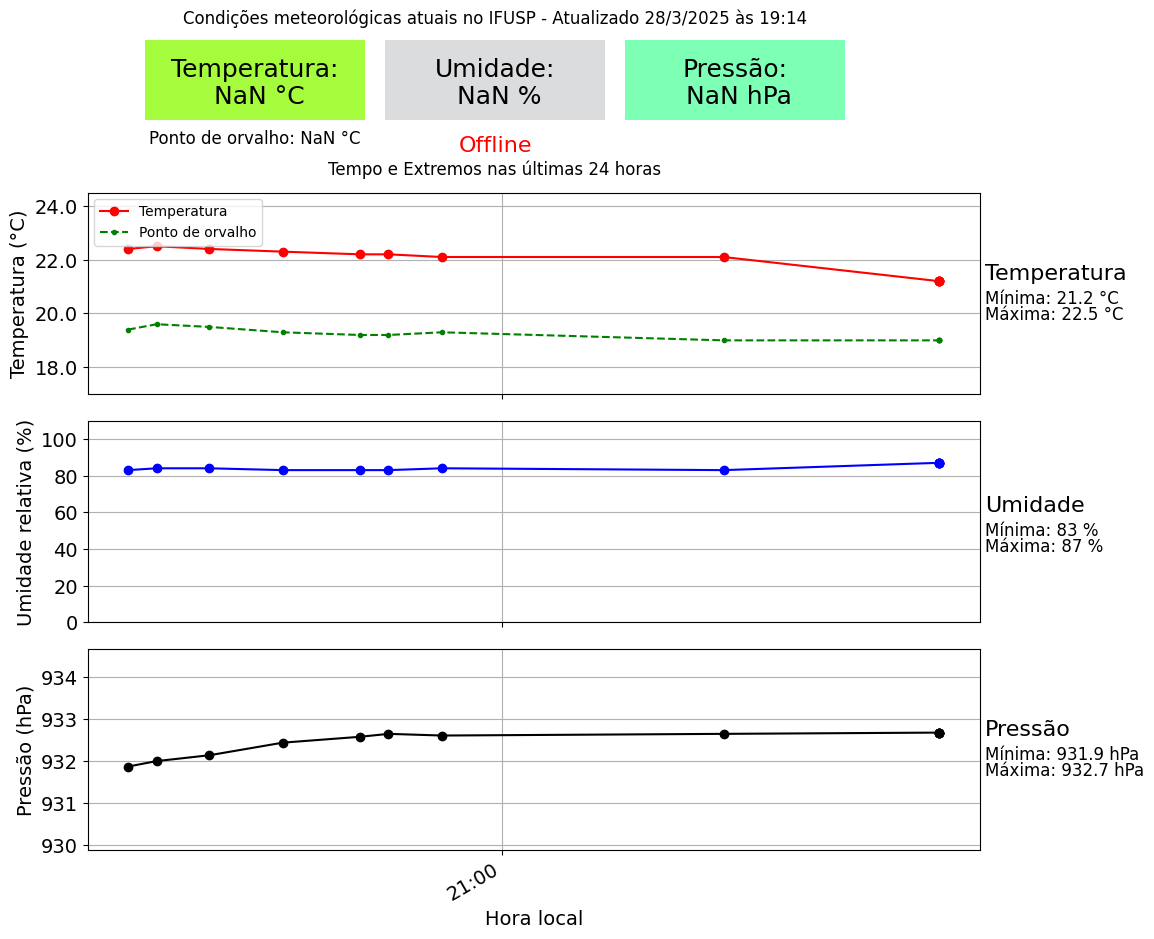 Condições meteorológicas atuais no IFUSP - Atualizado 28/3/2025 às 19:14
Temperatura:
NaN °C
Umidade:
NaN %
Pressão:
NaN hPa
Ponto de orvalho: NaN °C
Offline
Tempo e Extremos nas últimas 24 horas
Temperatura (°C)
24.0
22.0
20.0
18.0
Temperatura
Ponto de orvalho
Temperatura
Mínima: 21.2 °C
Máxima: 22.5 °C
Umidade relativa (%)
100
80
60
40
20
0
Umidade
Mínima: 83 %
Máxima: 87 %
Pressão (hPa)
934
933
932
931
930
Pressão
Mínima: 931.9 hPa
Máxima: 932.7 hPa
21:00
Hora local